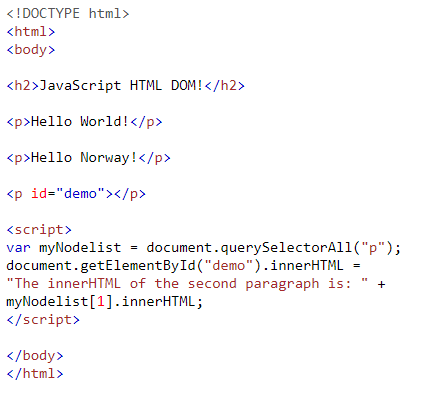 <!DOCTYPE html>
<html>
<body>
<h2>JavaScript HTML DOM!</h2>
<p>Hello World!</p>
<p>Hello Norway!</p>
<p id="demo"></p>
<script>
var myNodelist = document.querySelectorAll("p");
document.getElementById("demo").innerHTML =
"The innerHTML of the second paragraph is: " +
myNodelist[1].innerHTML;
</script>
</body>
</html>